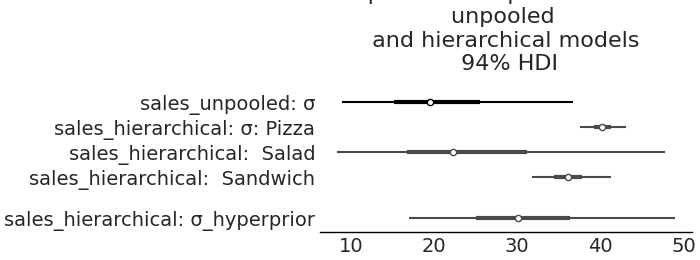 unpooled
and hierarchical models
94% HDI
sales_unpooled: σ
sales_hierarchical: σ: Pizza
sales_hierarchical:  Salad
sales_hierarchical:  Sandwich
sales_hierarchical: σ_hyperprior
10 20 30 40 50